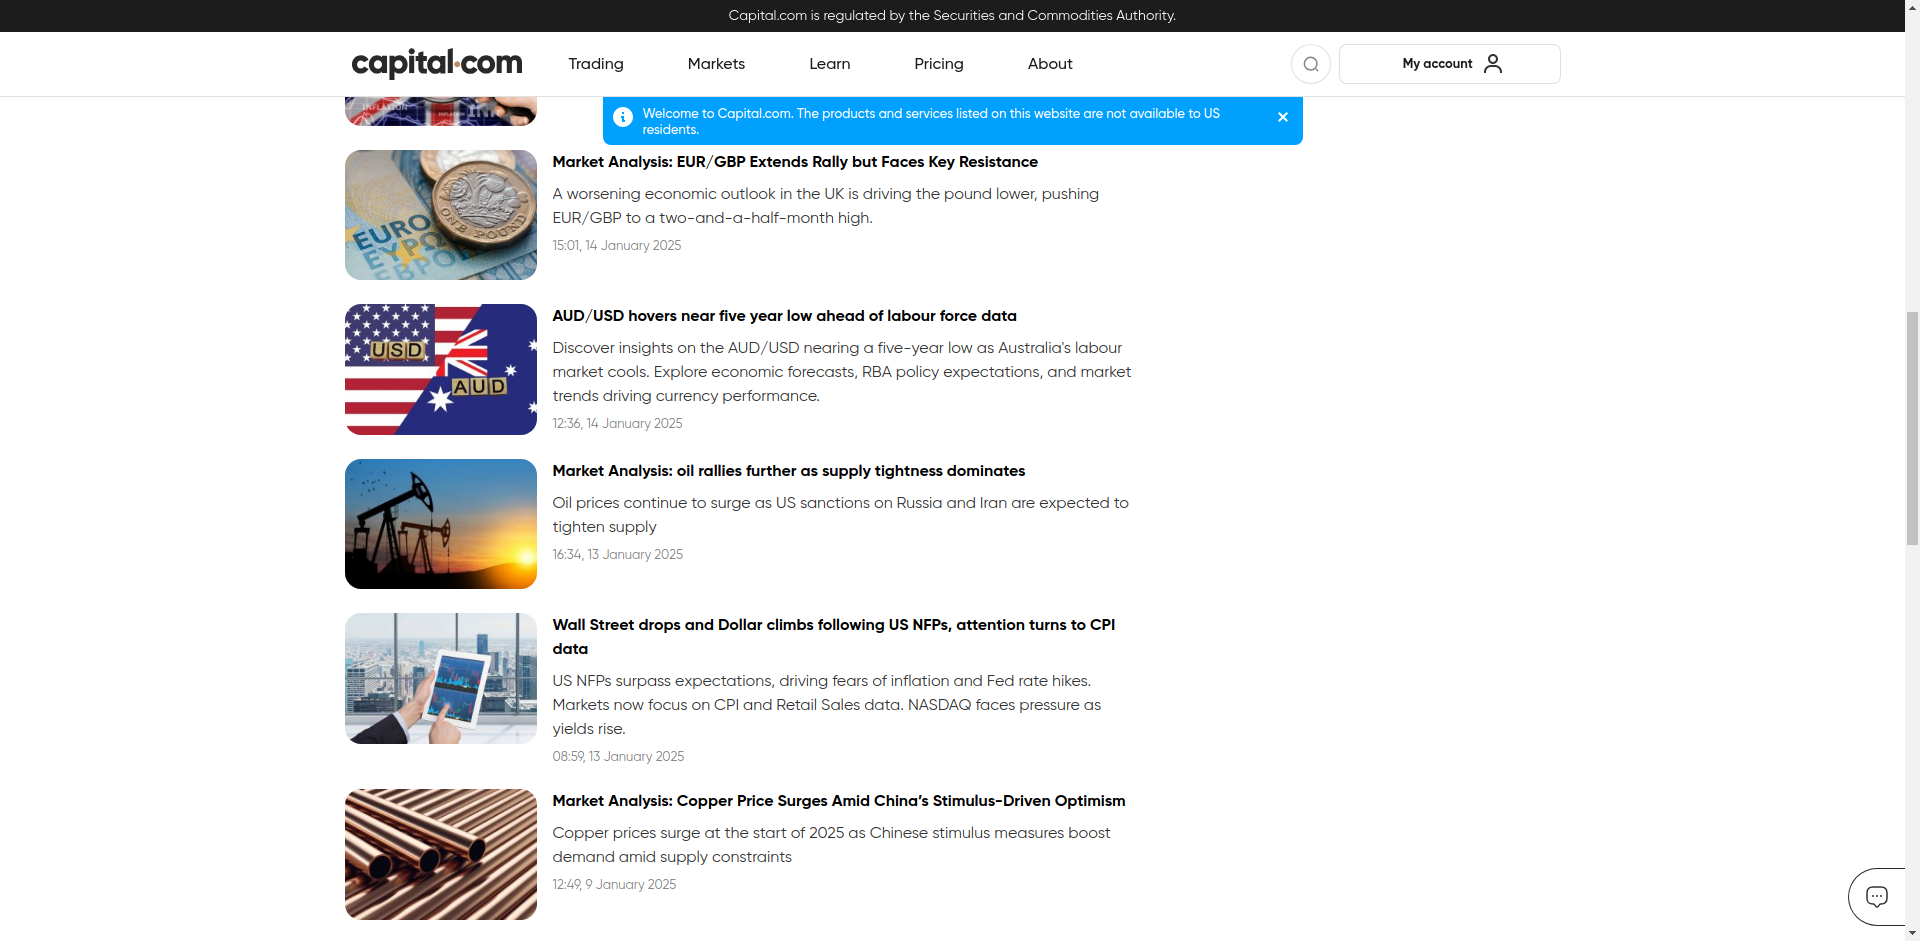 Capital.com is regulated by the Securities and Commodities Authority.
capital.com
Trading
Markets
Learn
Pricing
About
My account
INFLATION
Welcome to Capital.com. The products and services listed on this website are not available to US
residents.
Market Analysis: EUR/GBP Extends Rally but Faces Key Resistance
A worsening economic outlook in the UK is driving the pound lower, pushing
EUR/GBP to a two-and-a-half-month high.
15:01, 14 January 2025
EURO
ONE POUND
USD
AUD
AUD/USD hovers near five year low ahead of labour force data
Discover insights on the AUD/USD nearing a five-year low as Australia's labour
market cools. Explore economic forecasts, RBA policy expectations, and market
trends driving currency performance.
12:36, 14 January 2025
Market Analysis: oil rallies further as supply tightness dominates
Oil prices continue to surge as US sanctions on Russia and Iran are expected to
tighten supply
16:34, 13 January 2025
Wall Street drops and Dollar climbs following US NFPs, attention turns to CPI
data
US NFPs surpass expectations, driving fears of inflation and Fed rate hikes.
Markets now focus on CPI and Retail Sales data. NASDAQ faces pressure as
yields rise.
08:59, 13 January 2025
Market Analysis: Copper Price Surges Amid China’s Stimulus-Driven Optimism
Copper prices surge at the start of 2025 as Chinese stimulus measures boost
demand amid supply constraints
12:49, 9 January 2025